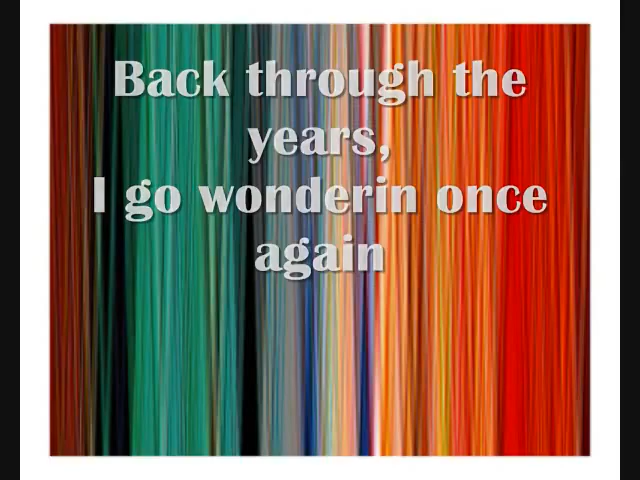 Back through the
years,
I go wonderin once
again